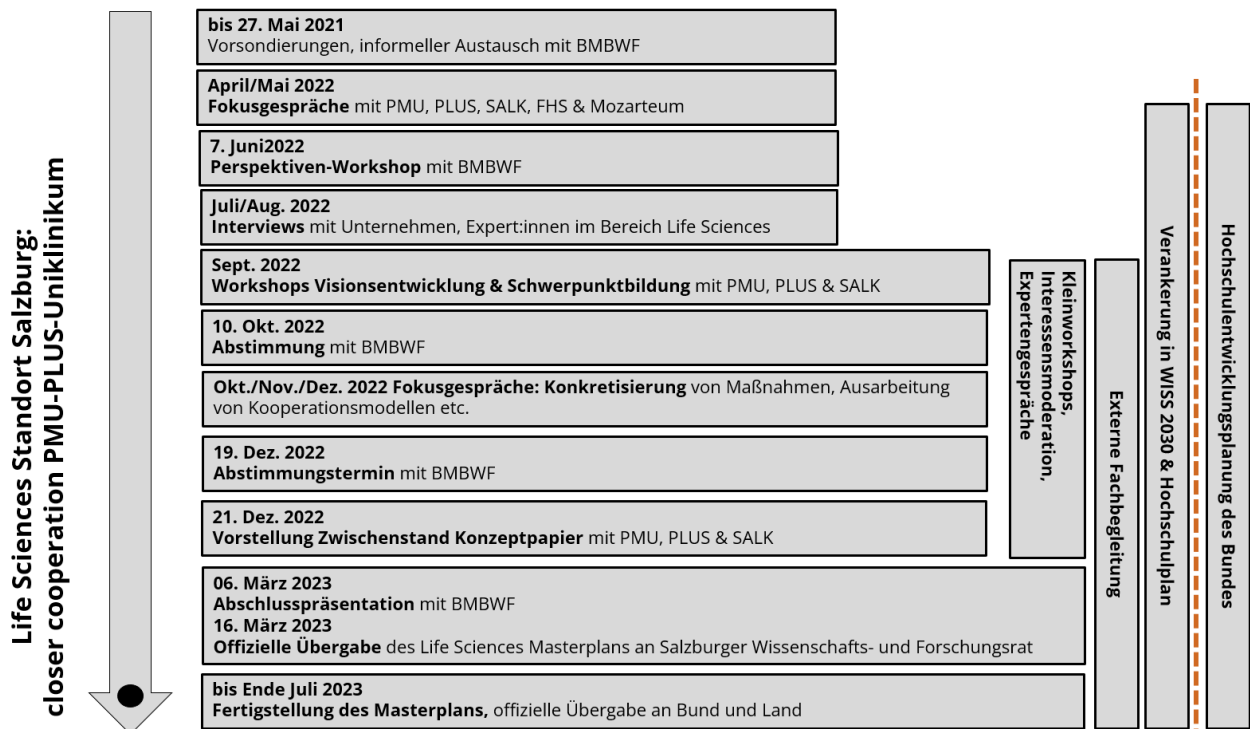 Life Sciences Standort Salzburg:
closer cooperation PMU-PLUS-Uniklinikum
bis 27. Mai 2021
Vorsondierungen, informeller Austausch mit BMBWF
April/Mai 2022
Fokusgespräche mit PMU, PLUS, SALK, FHS & Mozarteum
7. Juni2022
Perspektiven-Workshop mit BMBWF
Juli/Aug. 2022
Interviews mit Unternehmen, Expert:innen im Bereich Life Sciences
Sept. 2022
Workshops Visionsentwicklung & Schwerpunktbildung mit PMU, PLUS & SALK
10. Okt. 2022
Abstimmung mit BMBWF
Okt./Nov./Dez. 2022 Fokusgespräche: Konkretisierung von Maßnahmen, Ausarbeitung
von Kooperationsmodellen etc.
19. Dez. 2022
Abstimmungstermin mit BMBWF
21. Dez. 2022
Vorstellung Zwischenstand Konzeptpapier mit PMU, PLUS & SALK
06. März 2023
Abschlusspräsentation mit BMBWF
16. März 2023
Offizielle Übergabe des Life Sciences Masterplans an Salzburger Wissenschafts- und Forschungsrat
bis Ende Juli 2023
Fertigstellung des Masterplans, offizielle Übergabe an Bund und Land
Kleinworkshops,
Interessensmoderation,
Expertengespräche
Externe Fachbegleitung
Verankerung in WISS 2030 & Hochschulplan
Hochschulentwicklungsplanung des Bundes